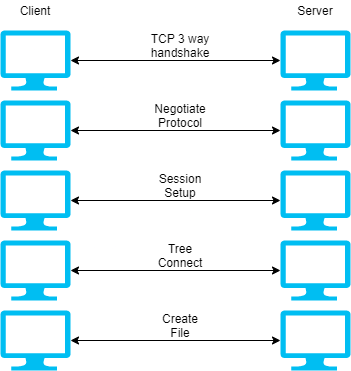 Client
Server
TCP 3 way
handshake
Negotiate
Protocol
Session
Setup
Tree
Connect
Create
File